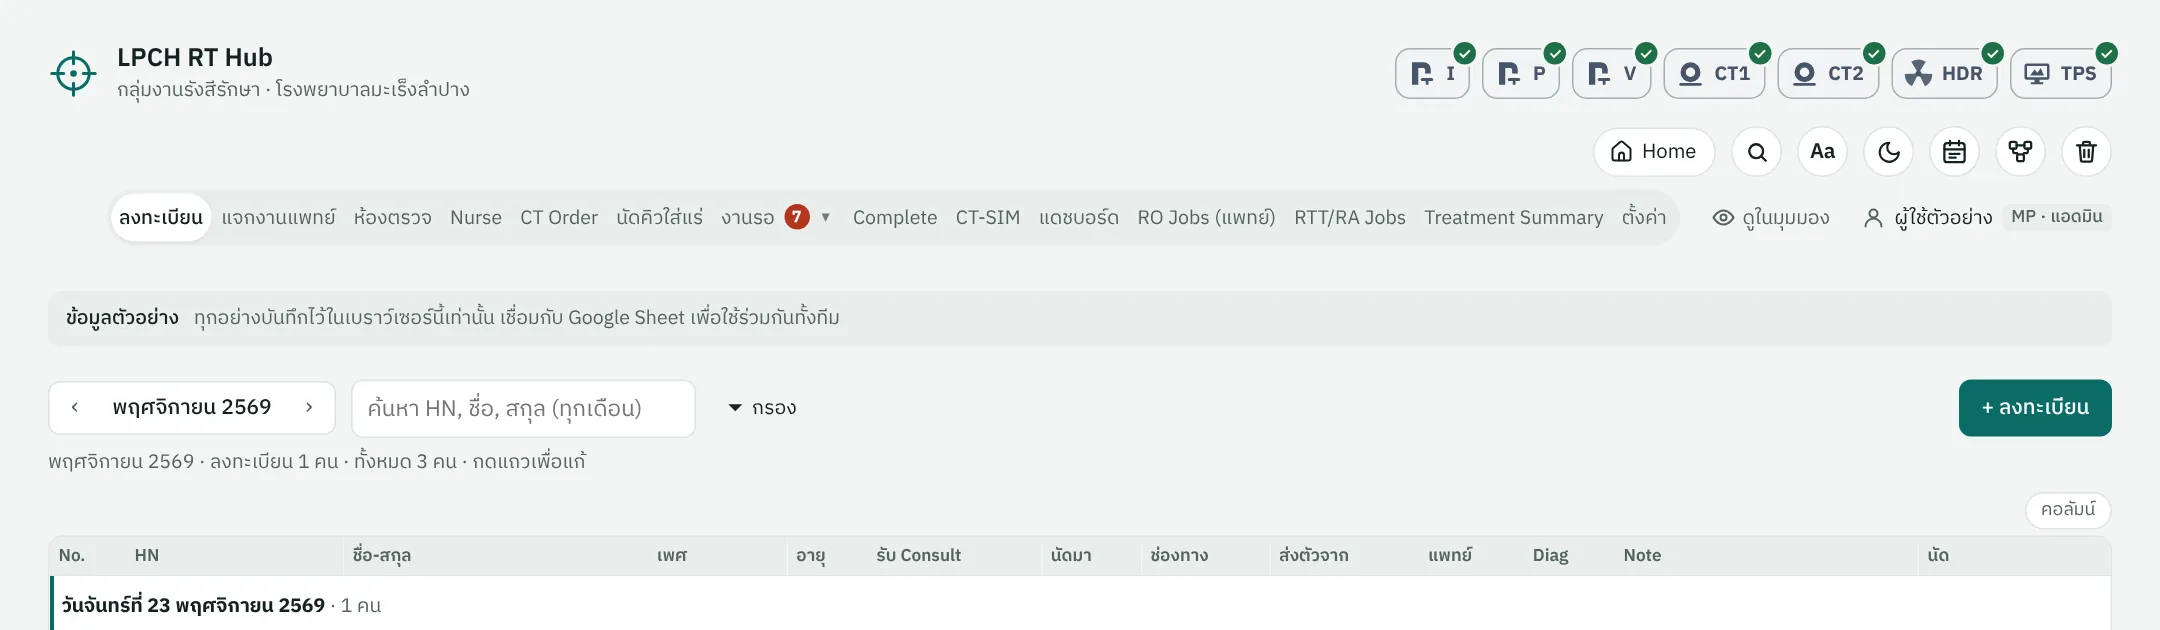 LPCH RT Hub
กลุ่มงานรังสีรักษา · โรงพยาบาลมะเร็งลำปาง
I P V CT1 CT2 HDR TPS
Home Aa
ลงทะเบียน แจกงานแพทย์ ห้องตรวจ Nurse CT Order นัดคิวใส่แร่ งานรอ 7 ▼ Complete CT-SIM แดชบอร์ด RO Jobs (แพทย์) RTT/RA Jobs Treatment Summary ตั้งค่า ดูในมุมมอง ผู้ใช้ตัวอย่าง MP · แอดมิน
ข้อมูลตัวอย่าง ทุกอย่างบันทึกไว้ในเบราว์เซอร์นี้เท่านั้น เชื่อมกับ Google Sheet เพื่อใช้ร่วมกันทั้งทีม
‹ พฤศจิกายน 2569 › ค้นหา HN, ชื่อ, สกุล (ทุกเดือน) กรอง + ลงทะเบียน
พฤศจิกายน 2569 · ลงทะเบียน 1 คน · ทั้งหมด 3 คน · กดแถวเพื่อแก้
คอลัมน์
No. HN ชื่อ-สกุล เพศ อายุ รับ Consult นัดมา ช่องทาง ส่งตัวจาก แพทย์ Diag Note นัด
วันจันทร์ที่ 23 พฤศจิกายน 2569 · 1 คน